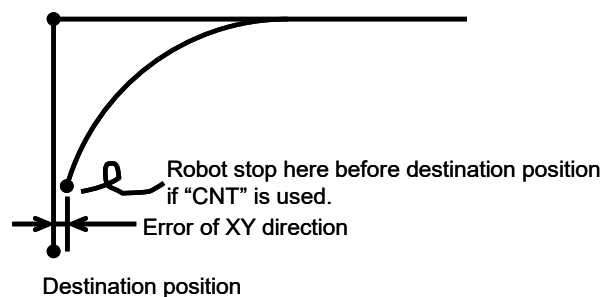 Robot stop here before destination position
if “CNT” is used.
Error of XY direction
Destination position